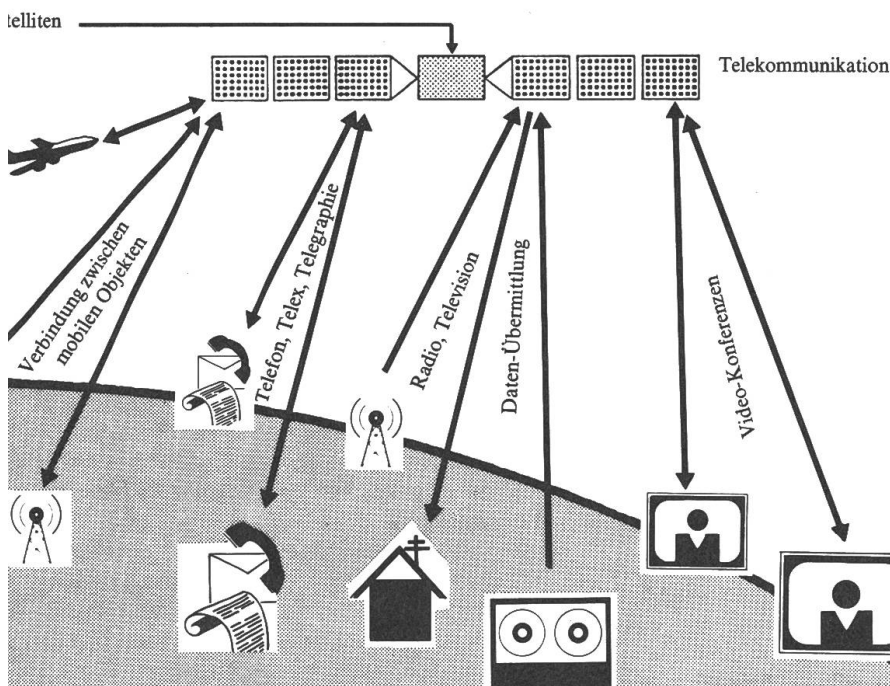 telliten
Telekommunikation
Verbindung zwischen
mobilen Objekten
Telefon, Telex, Telegraphie
Radio, Television
Daten-Übermittlung
Video-Konferenzen